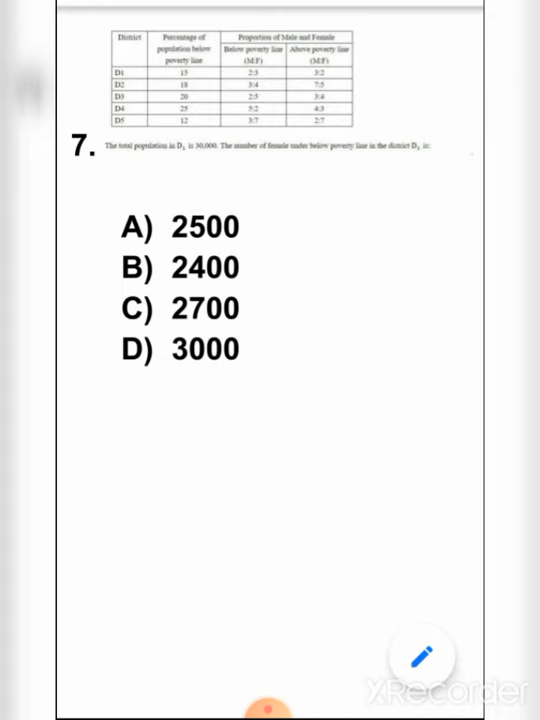 District Percentage of population below poverty line Proportion of Male and Female
Below poverty line (M:F) Above poverty line (M:F)
D1 15 2:3 3:2
D2 18 3:4 7:5
D3 20 2:5 3:4
D4 25 5:2 4:3
D5 12 3:7 2:7
7. The total population in D₁ is 30,000. The number of female under below poverty line in the district D₁ is:
A) 2500
B) 2400
C) 2700
D) 3000
XRecorder